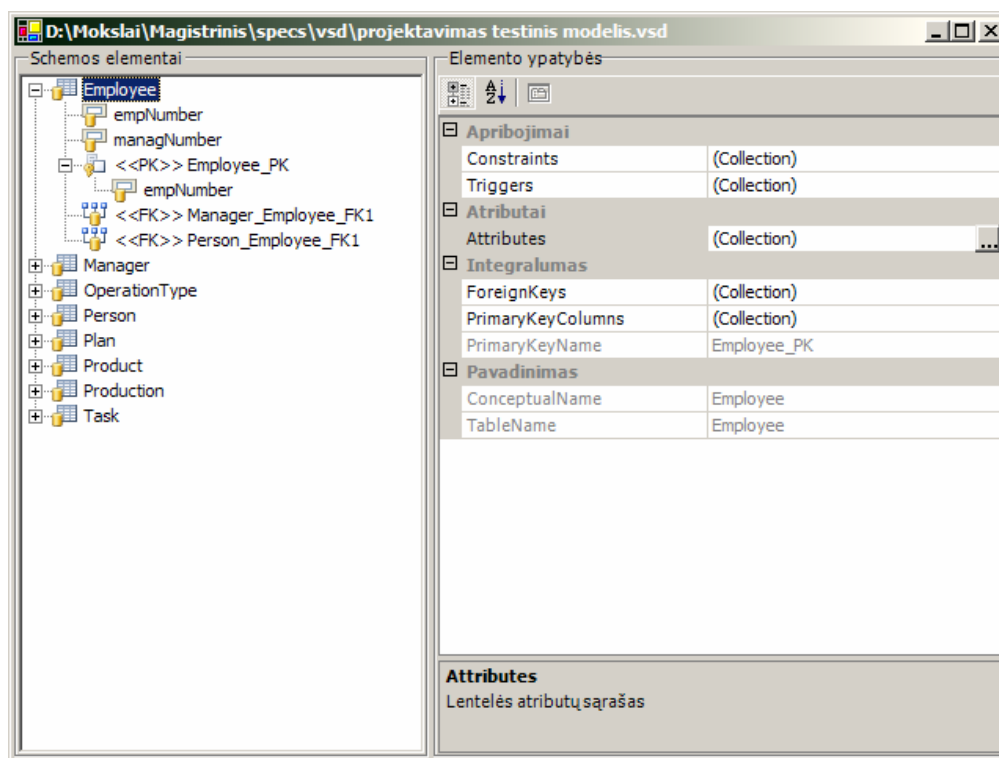 D:\Mokslai\Magistrinis\specs\vsd\projektavimas testinis modelis.vsd
Schemos elementai
Employee
empNumber
managNumber
<<PK>> Employee_PK
empNumber
<<FK>> Manager_Employee_FK1
<<FK>> Person_Employee_FK1
Manager
OperationType
Person
Plan
Product
Production
Task
Elemento ypatybės
Apribojimai
Constraints (Collection)
Triggers (Collection)
Atributai
Attributes (Collection) ...
Integralumas
ForeignKeys (Collection)
PrimaryKeyColumns (Collection)
PrimaryKeyName Employee_PK
Pavadinimas
ConceptualName Employee
TableName Employee
Attributes
Lentelės atributų sąrašas